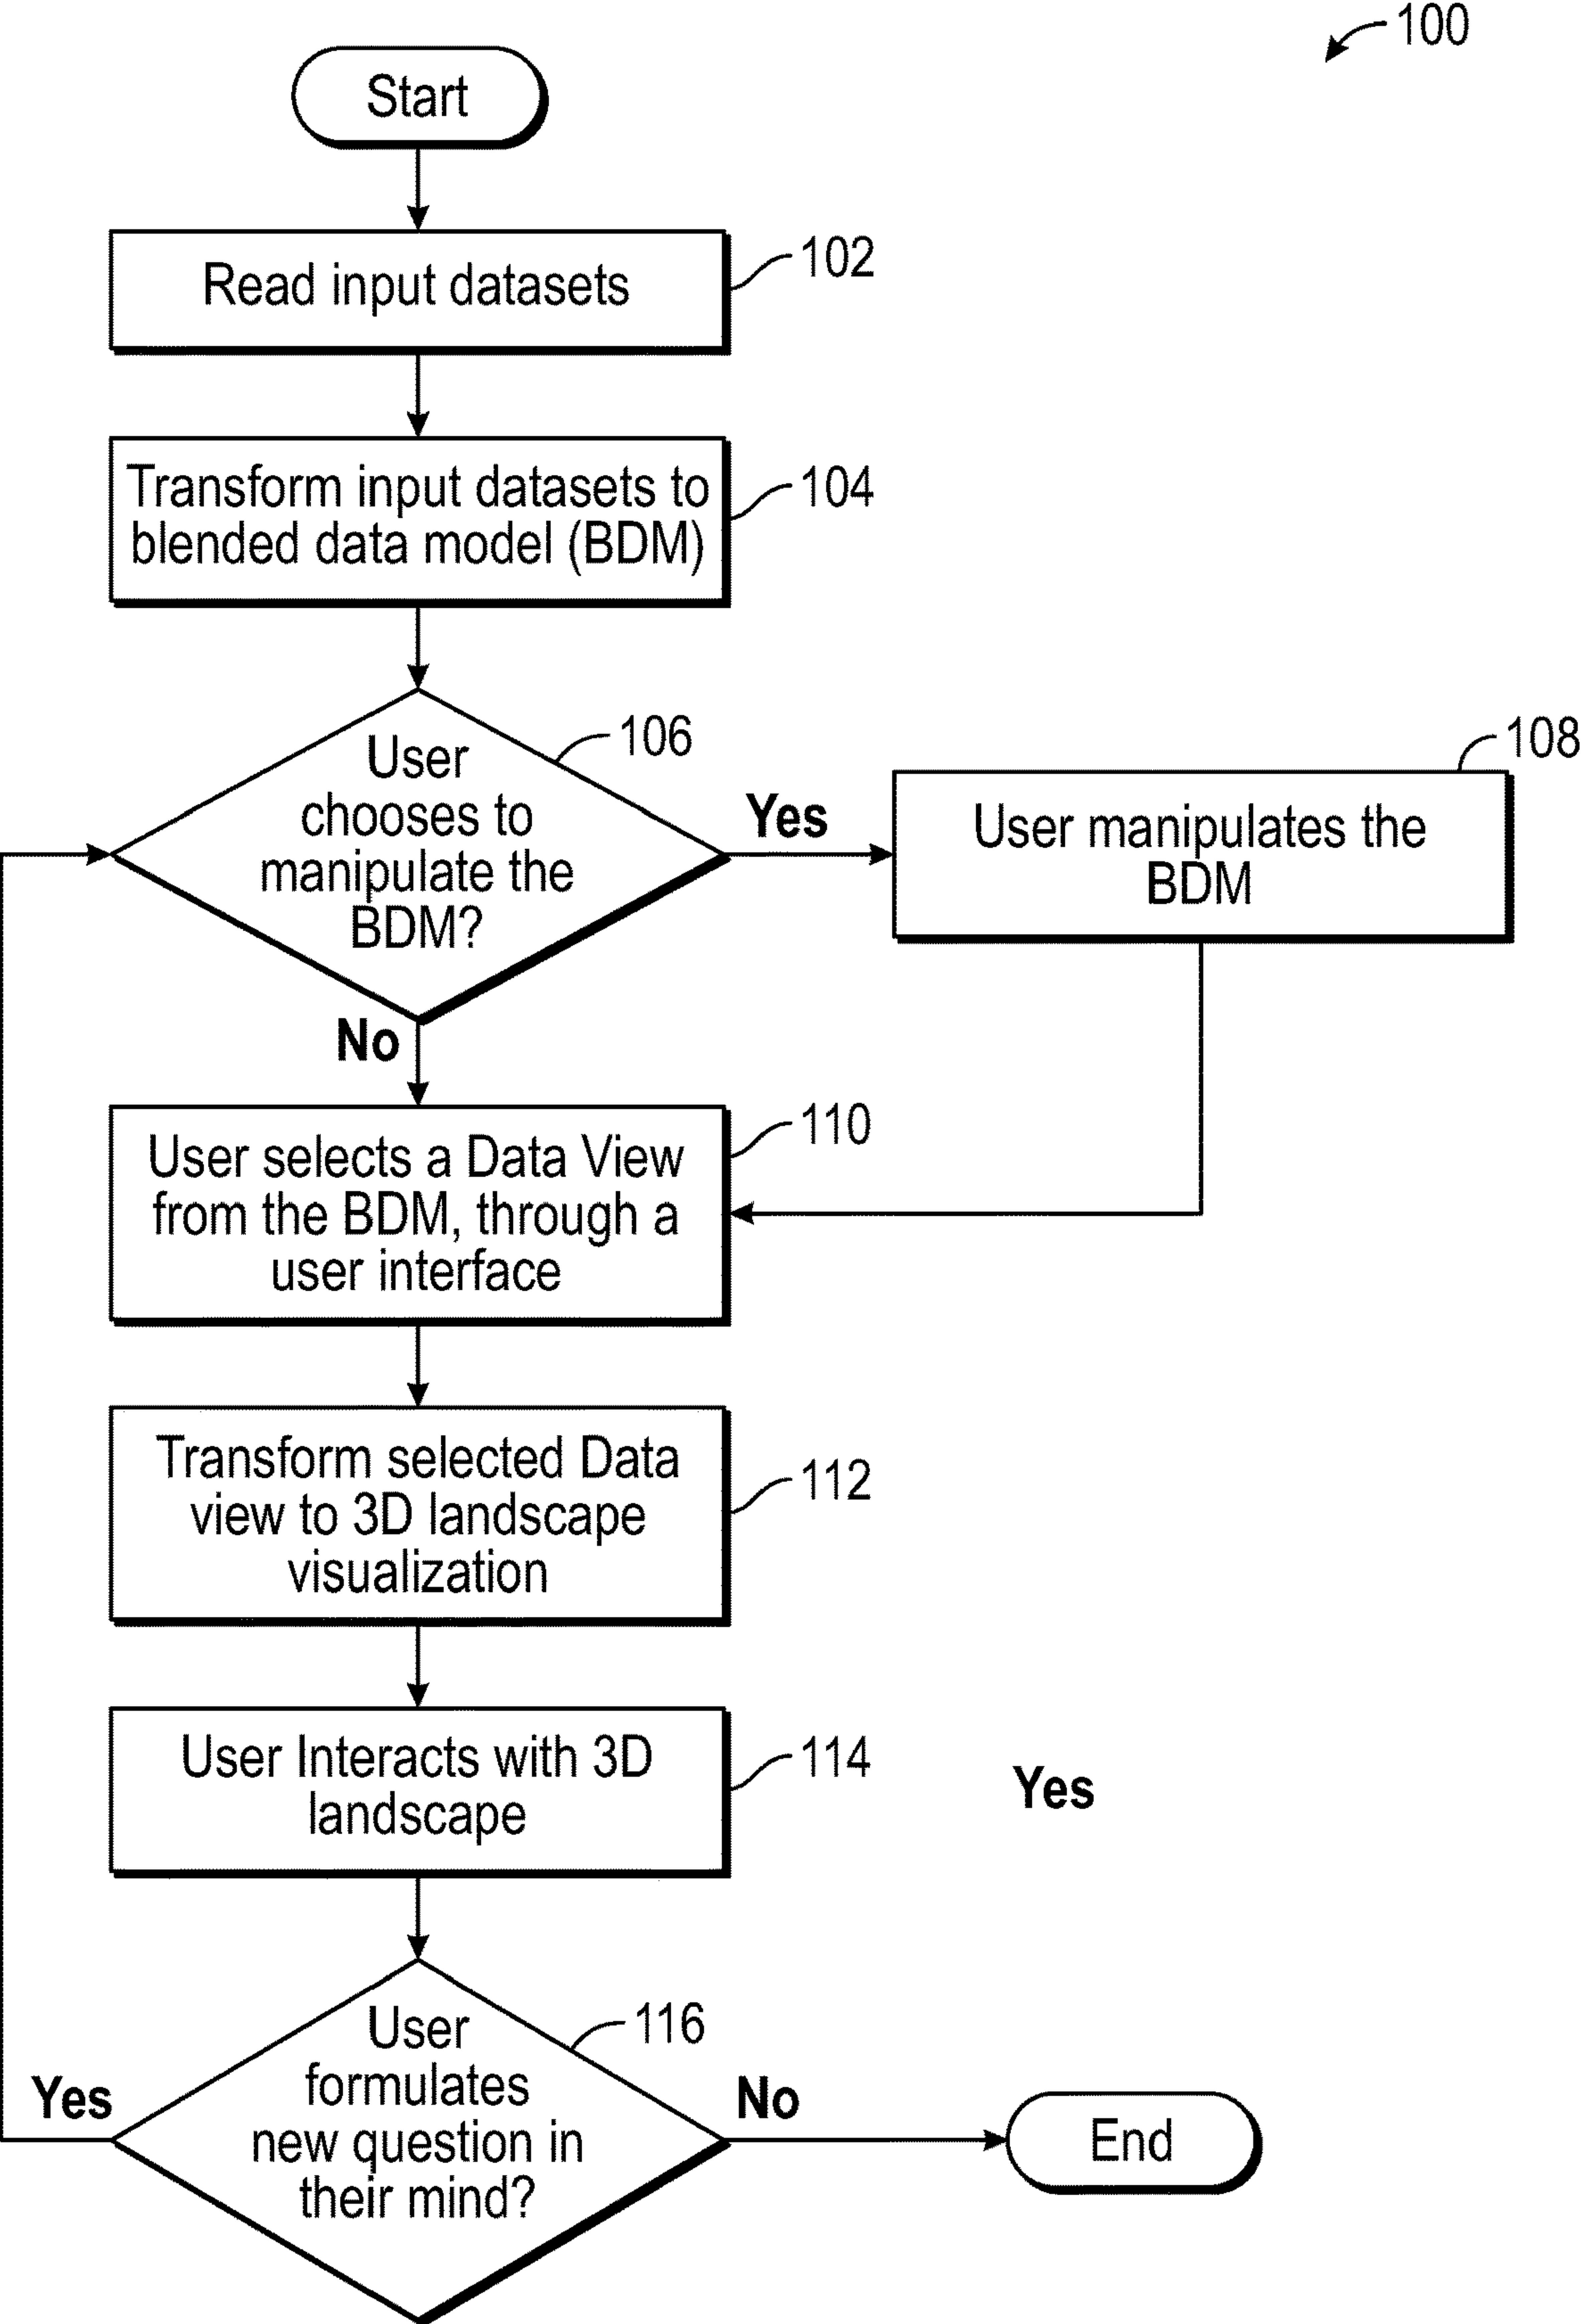 100
Start
Read input datasets
102
Transform input datasets to
blended data model (BDM)
104
User
chooses to
manipulate the
BDM?
106
Yes
User manipulates the
BDM
108
No
User selects a Data View
from the BDM, through a
user interface
110
Transform selected Data
view to 3D landscape
visualization
112
User Interacts with 3D
landscape
114
Yes
User
formulates
new question in
their mind?
116
Yes
No
End